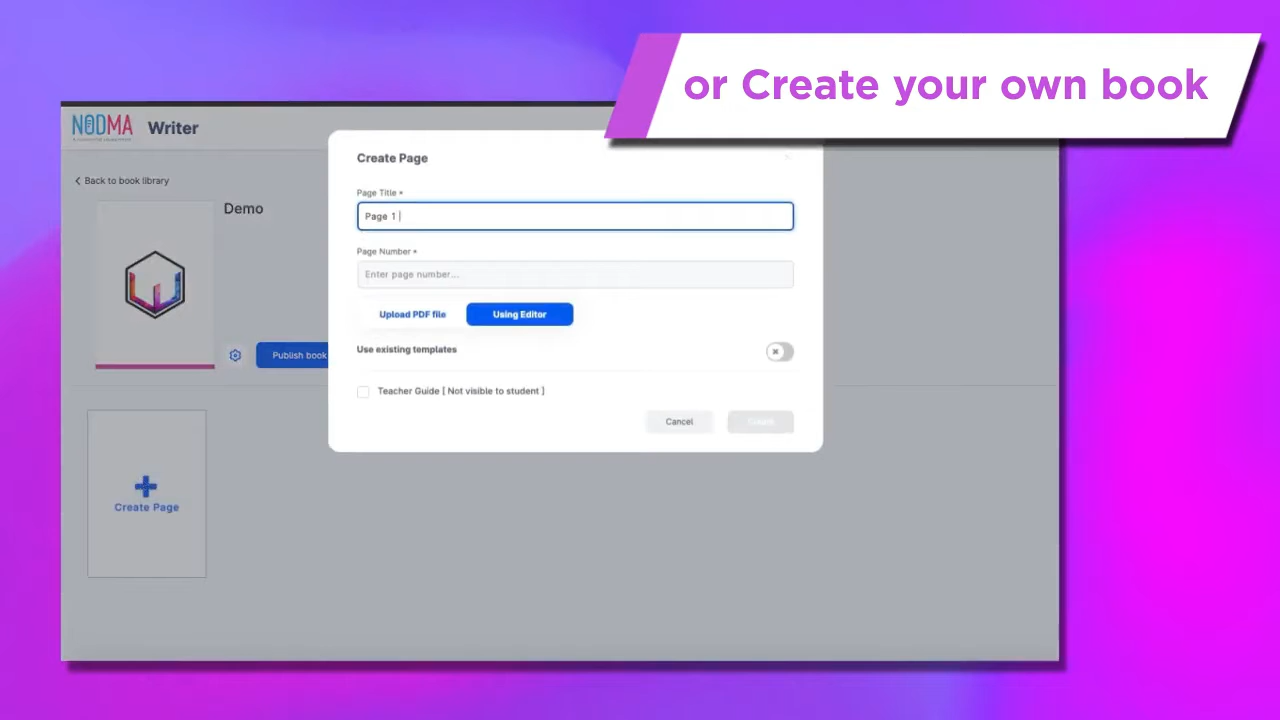 or Create your own book
NODMA Writer
Back to book library
Demo
Publish book
Create Page
Create Page
Page Title *
Page 1
Page Number *
Enter page number...
Upload PDF file
Using Editor
Use existing templates
Teacher Guide [ Not visible to student ]
Cancel